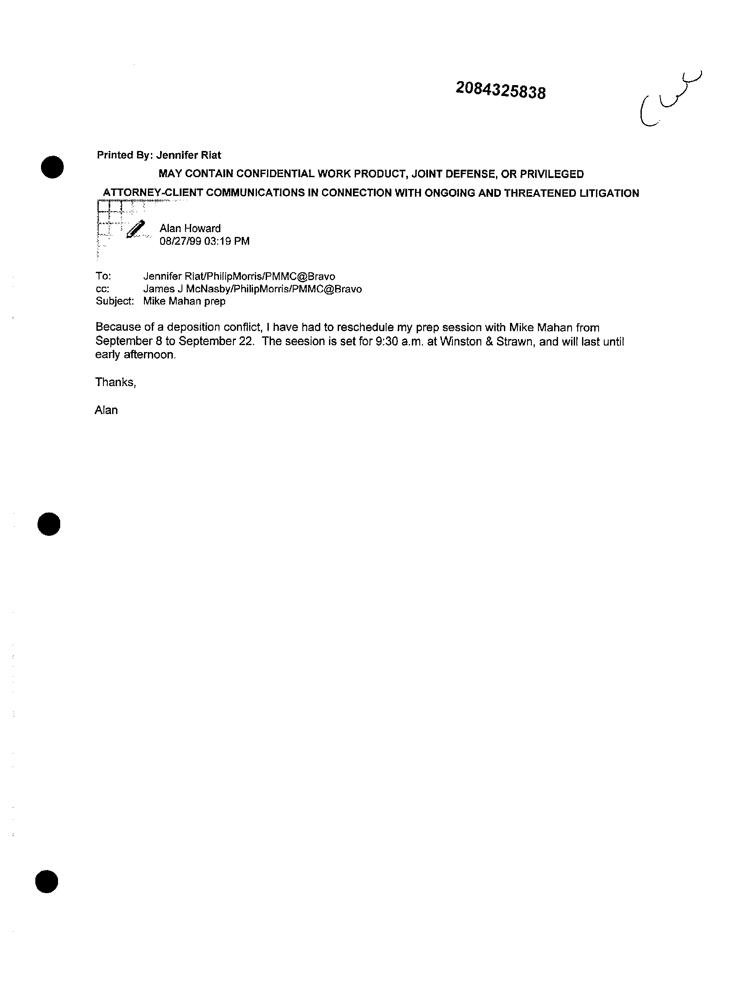 2084325838
Printed By: Jennifer Riat
MAY CONTAIN CONFIDENTIAL WORK PRODUCT, JOINT DEFENSE, OR PRIVILEGED
ATTORNEY-CLIENT COMMUNICATIONS IN CONNECTION WITH ONGOING AND THREATENED LITIGATION
Alan Howard
08/27/99 03:19 PM
To: Jennifer Riat/PhilipMorris/PMMC@Bravo
cc: James J McNasby/PhilipMorris/PMMC@Bravo
Subject: Mike Mahan prep
Because of a deposition conflict, I have had to reschedule my prep session with Mike Mahan from
September 8 to September 22. The seesion is set for 9:30 a.m. at Winston & Strawn, and will last until
early afternoon.
Thanks,
Alan